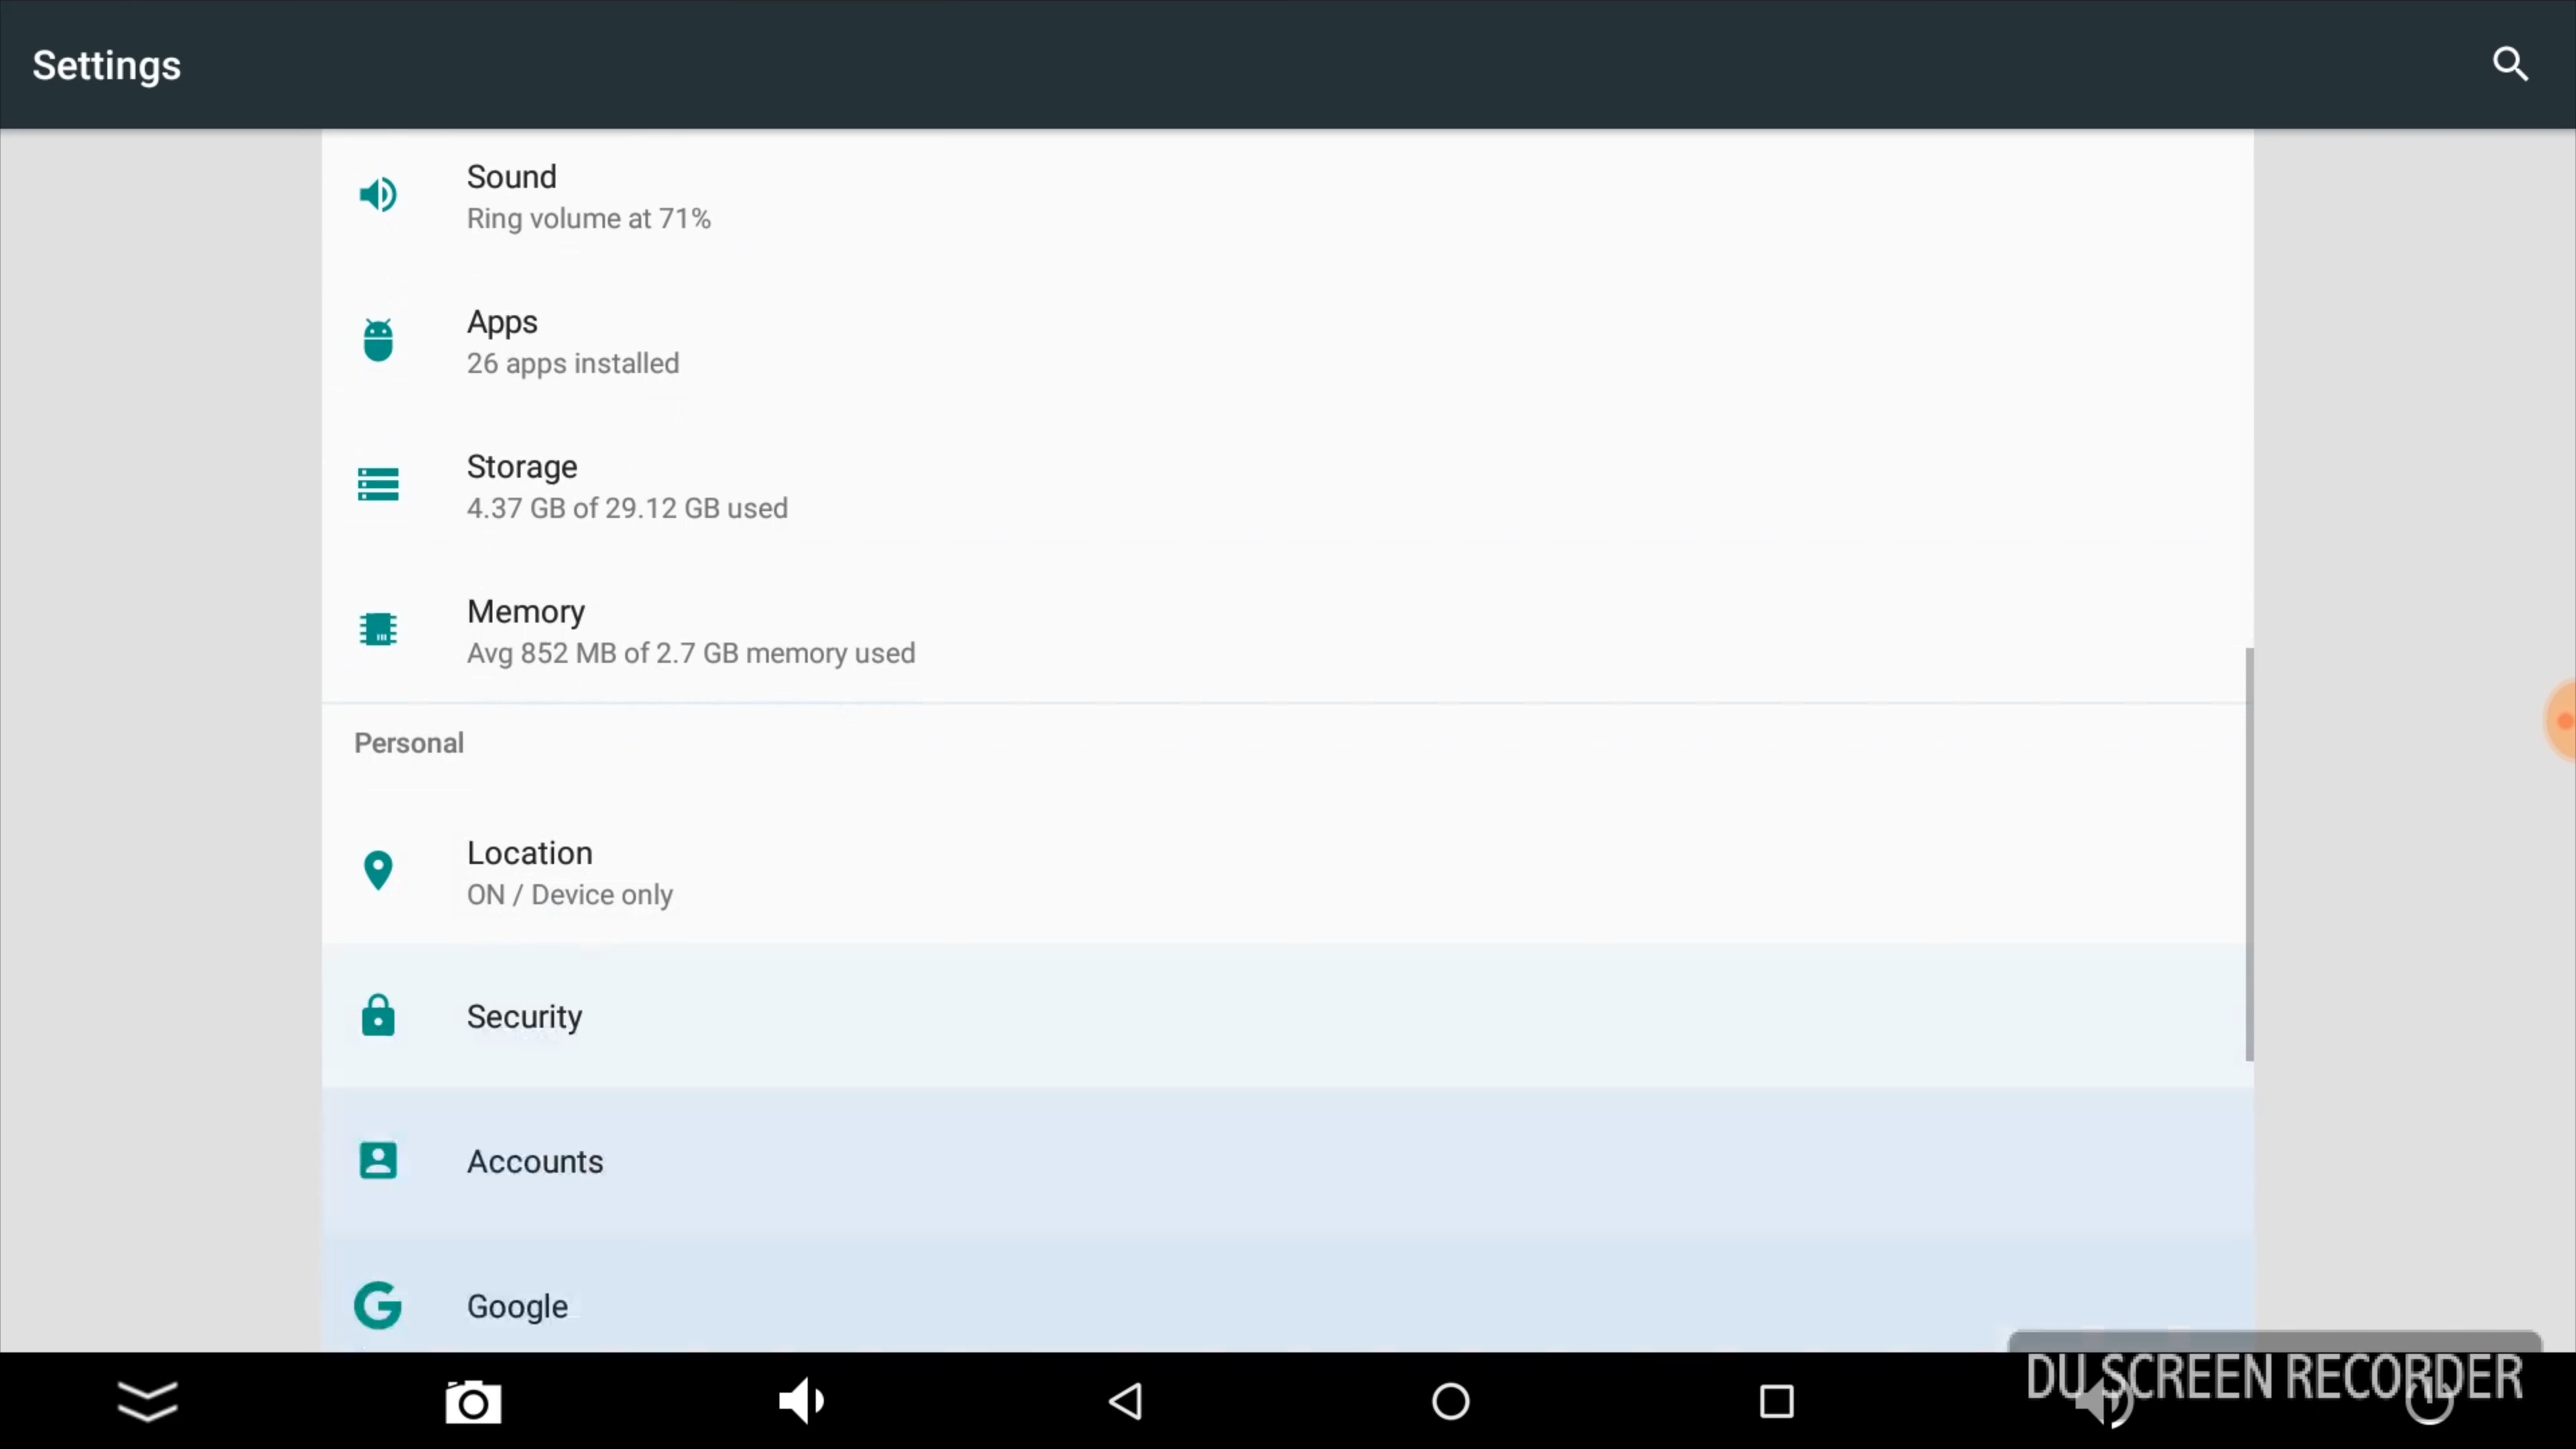 Settings
Sound
Ring volume at 71%
Apps
26 apps installed
Storage
4.37 GB of 29.12 GB used
Memory
Avg 852 MB of 2.7 GB memory used
Personal
Location
ON / Device only
Security
Accounts
Google
DU SCREEN RECORDER